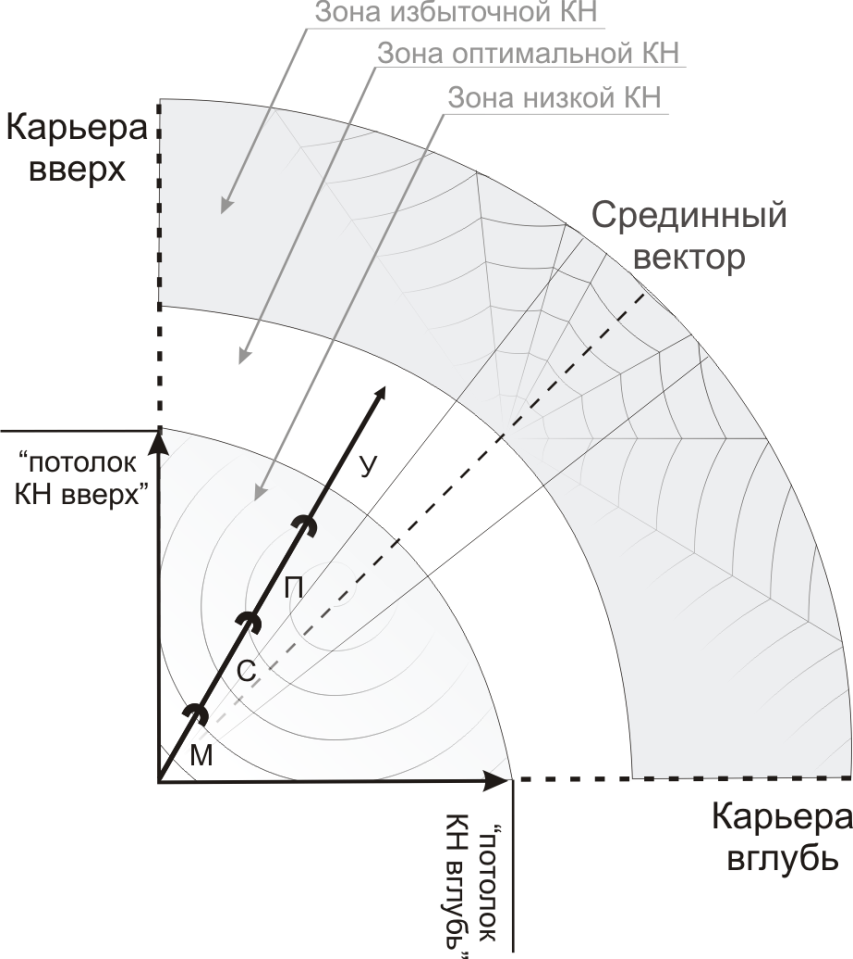 Зона избыточной КН
Зона оптимальной КН
Зона низкой КН
Карьера
вверх
Срединный
вектор
“потолок
КН вверх”
У
П
С
М
Карьера
вглубь
“потолок
КН вглубь”